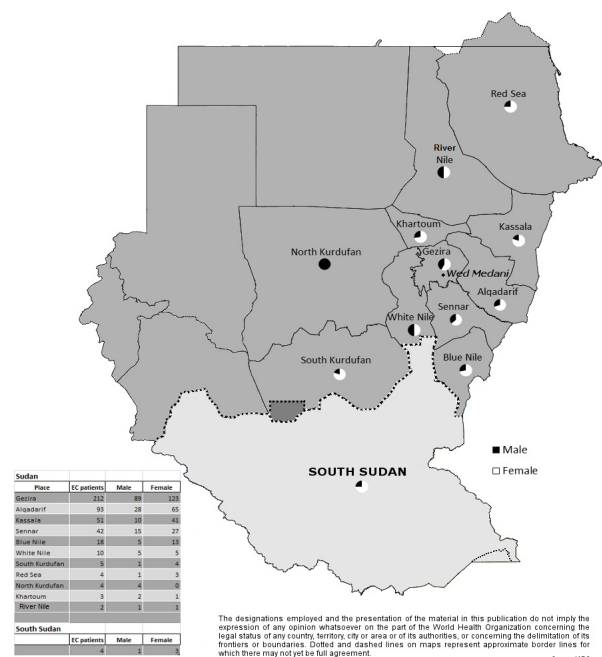 Red Sea
River
Nile
Khartoum
Kassala
North Kurdufan
Gezira
Wed Medani
Alqadarif
Sennar
White Nile
Blue Nile
South Kurdufan
Male
Female
SOUTH SUDAN
Sudan
Place EC patients Male Female
Gezira 212 89 123
Alqadarif 93 28 65
Kassala 51 10 41
Sennar 42 15 27
Blue Nile 18 5 13
White Nile 10 5 5
South Kurdufan 5 1 4
Red Sea 4 1 3
North Kurdufan 4 4 0
Khartoum 3 2 1
River Nile 2 1 1
South Sudan
EC patients Male Female
4 1 3
The designations employed and the presentation of the material in this publication do not imply the
expression of any opinion whatsoever on the part of the World Health Organization concerning the
legal status of any country, territory, city or area or of its authorities, or concerning the delimitation of its
frontiers or boundaries. Dotted and dashed lines on maps represent approximate border lines for
which there may not yet be full agreement.